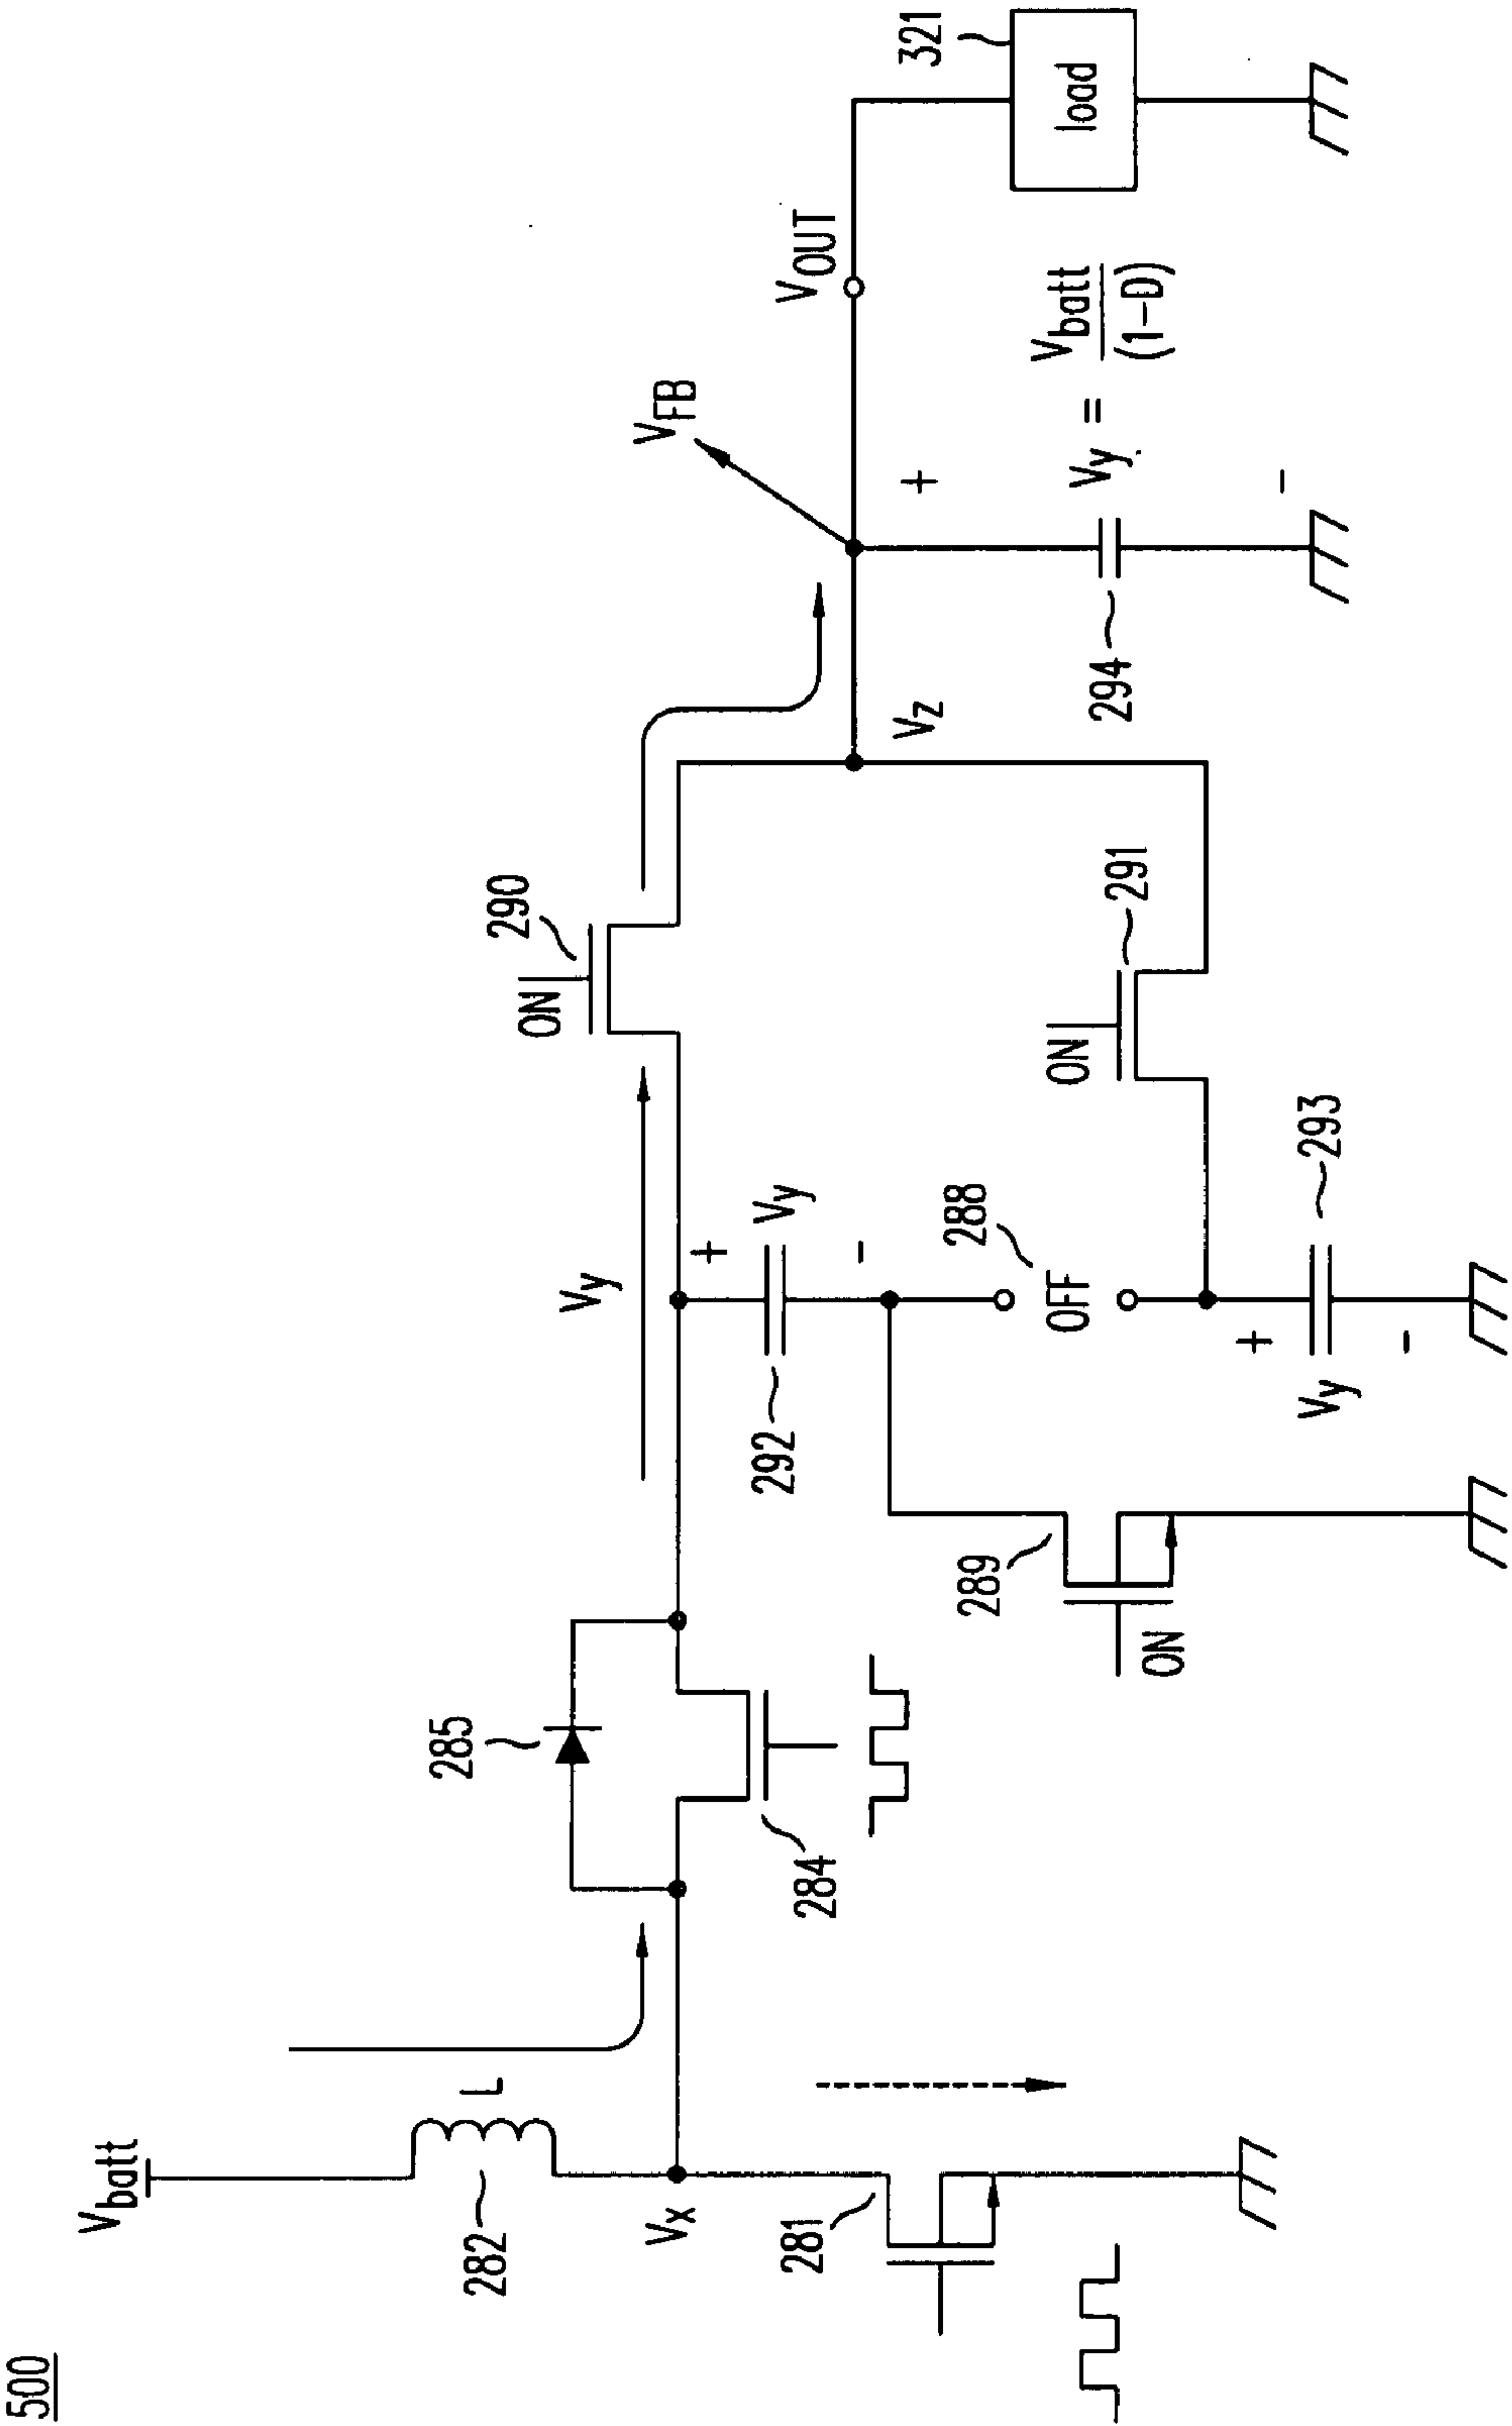 500
Vbatt
282
L
Vx
281
285
284
Vy
292
+
Vy
-
289
ON
288
OFF
+
Vy
-
293
290
ON
291
ON
Vz
VFB
294
+
Vy = Vbatt
(1-D)
-
VOUT
321
load